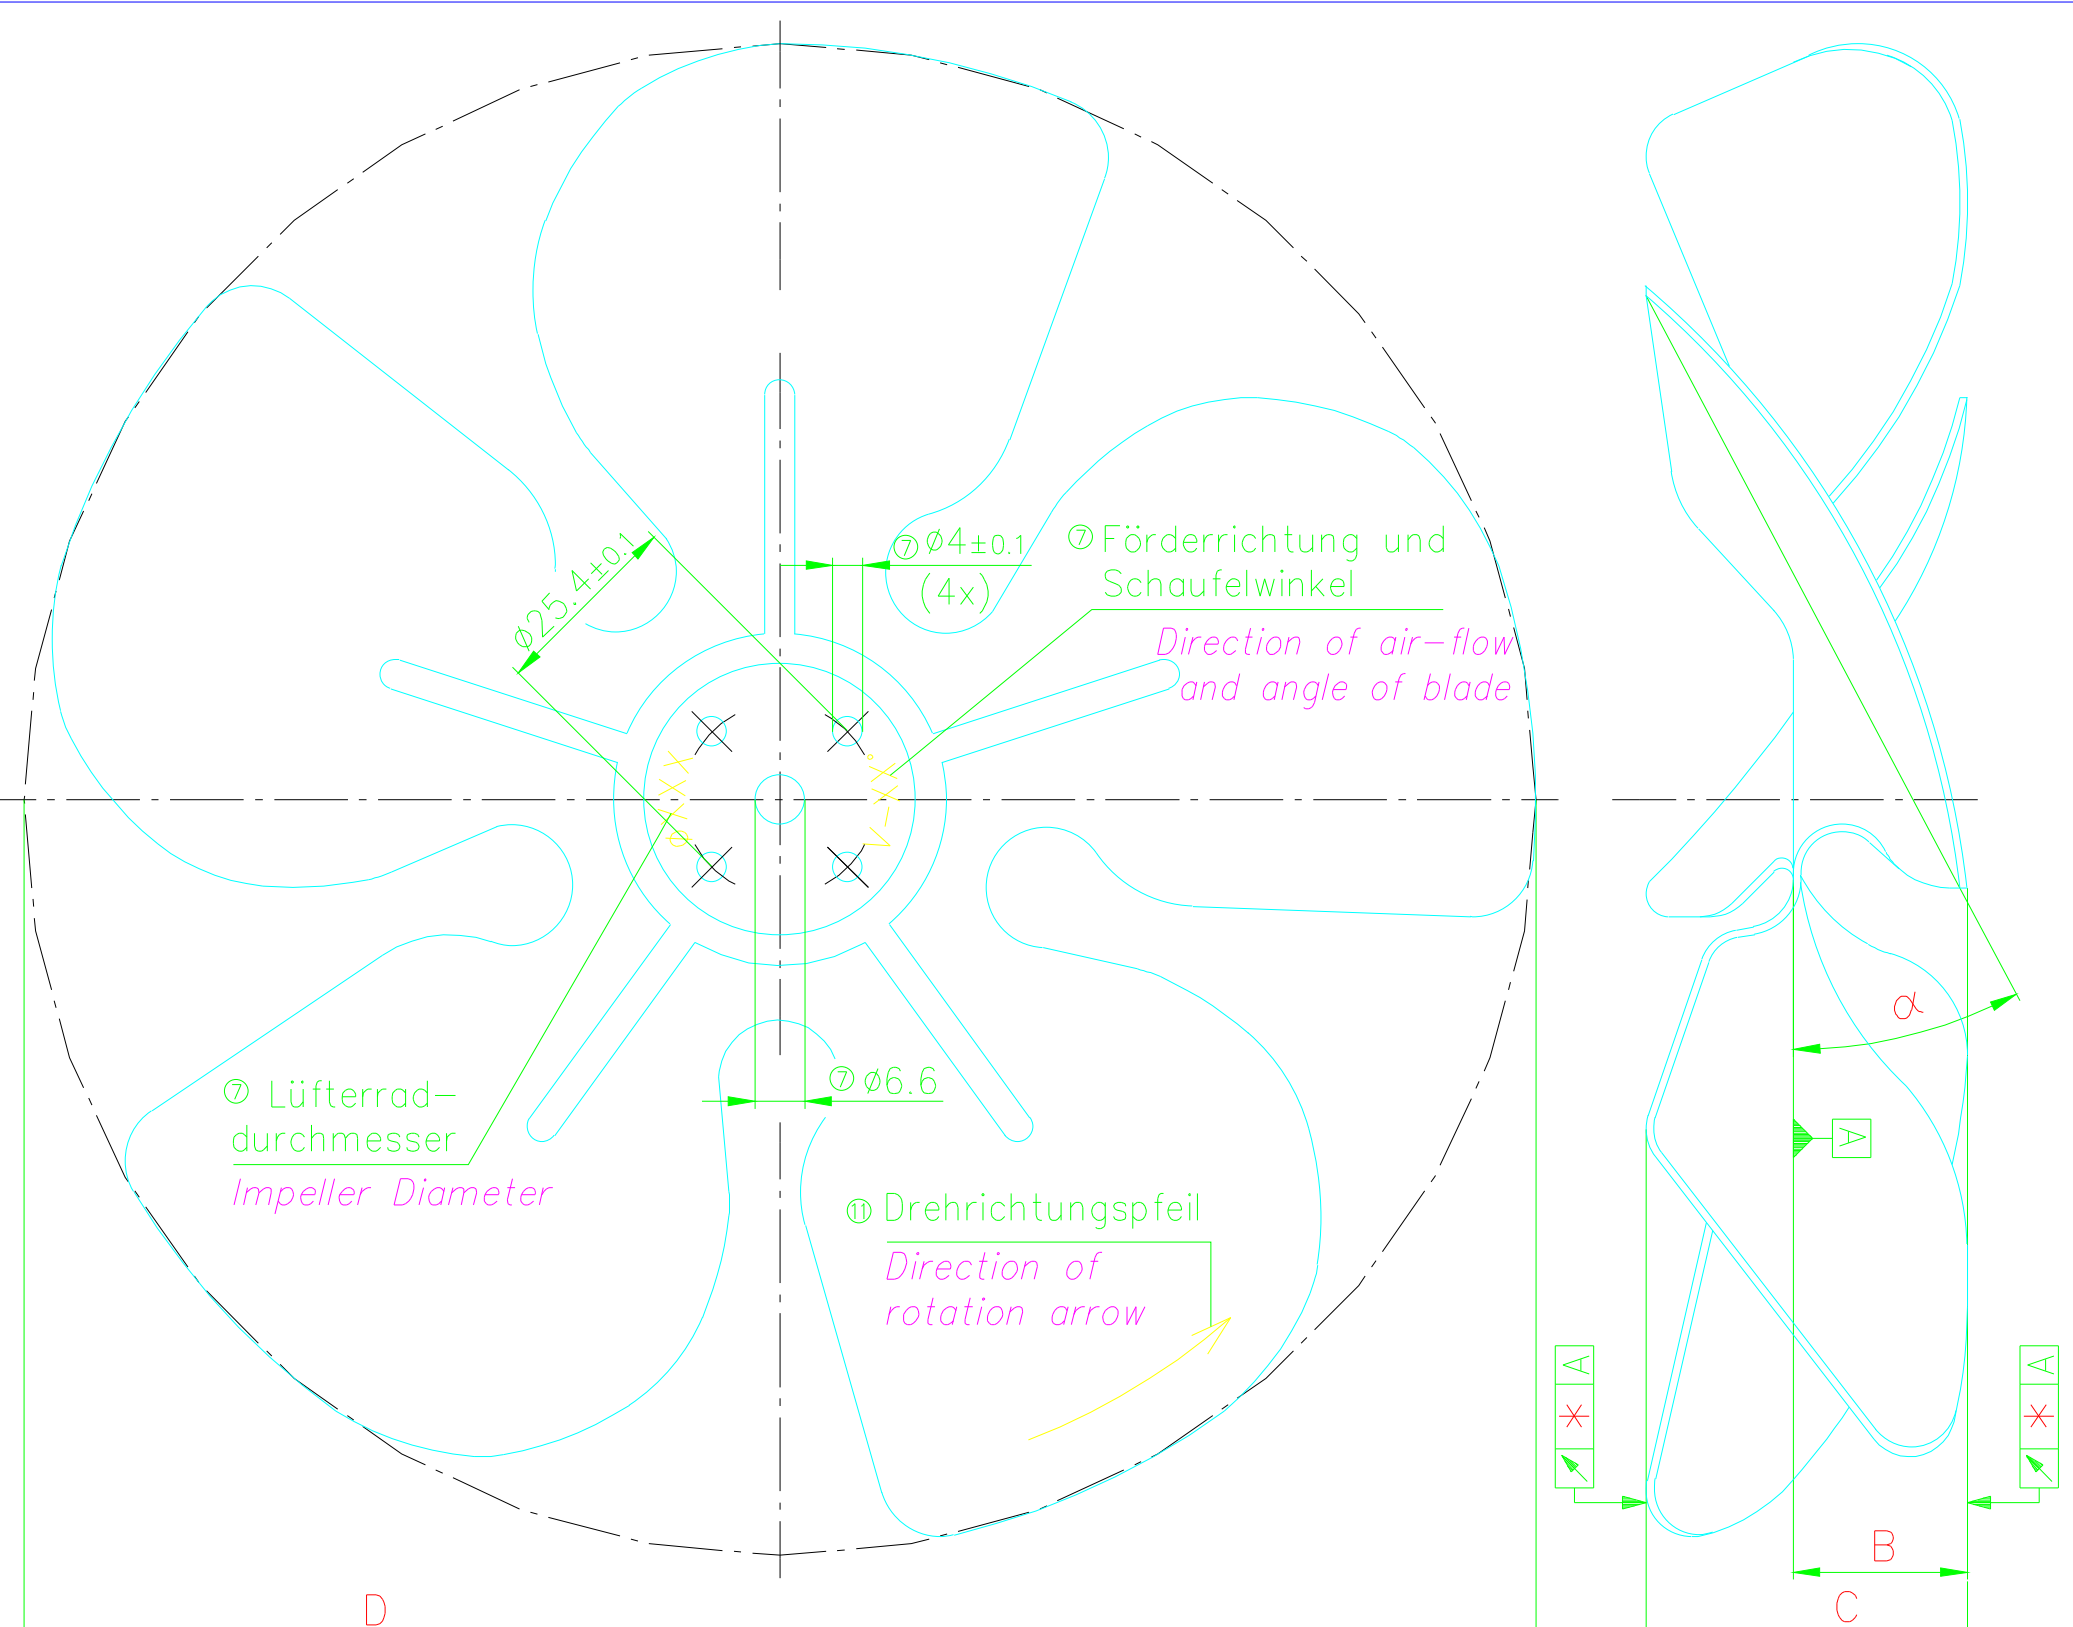 Ø25.4±0.1
⑦ Ø4±0.1
(4x)
⑦ Förderrichtung und
Schaufelwinkel
Direction of air-flow
and angle of blade
⑦ Ø6.6
⑦ Lüfterrad-
durchmesser
Impeller Diameter
⑪ Drehrichtungspfeil
Direction of
rotation arrow
α
A
A
*
A
*
B
C
D